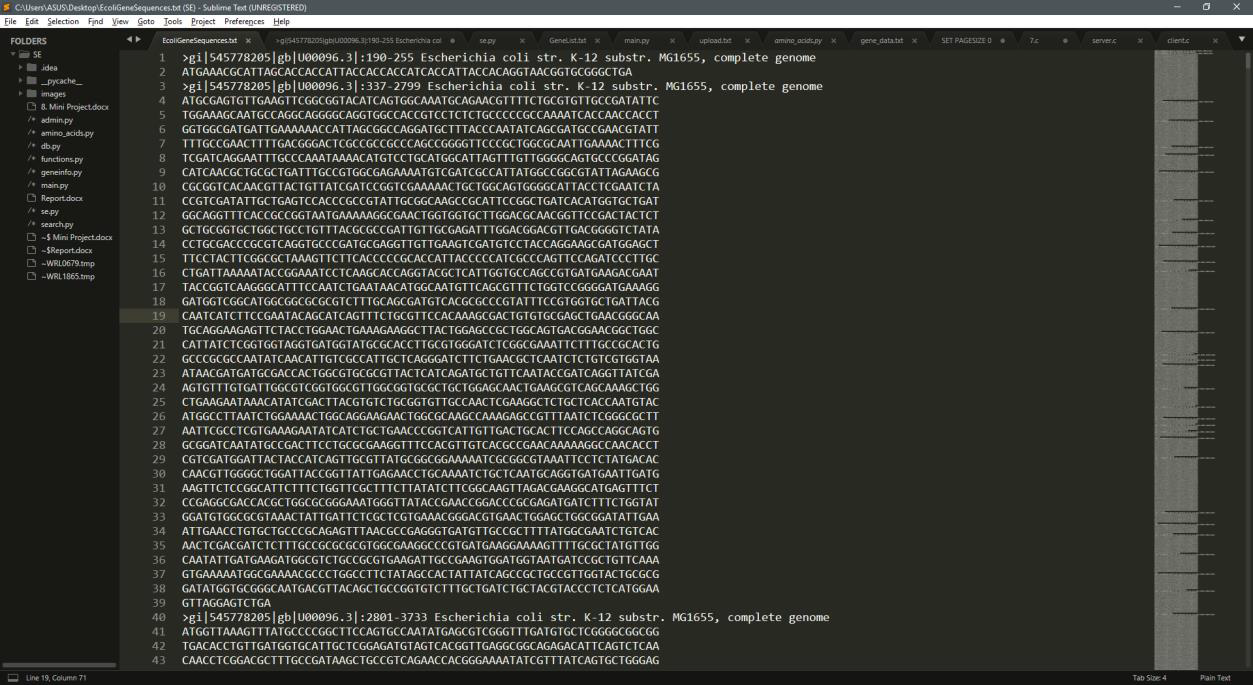 C:\Users\ASUS\Desktop\EcoliGeneSequences.txt (SE) - Sublime Text (UNREGISTERED)
File Edit Selection Find View Goto Tools Project Preferences Help
EcoliGeneSequences.txt >gi|545778205|gb|U00096.3|:190-255 Escherichia col se.py GeneList.txt main.py upload.txt amino_acids.py gene_data.txt SET PAGESIZE 0 7.c server.c client.c
FOLDERS
SE
.idea
__pycache__
images
8. Mini Project.docx
admin.py
amino_acids.py
db.py
functions.py
geneinfo.py
main.py
Report.docx
se.py
search.py
~$ Mini Project.docx
~$Report.docx
~WRL0679.tmp
~WRL1865.tmp
1 >gi|545778205|gb|U00096.3|:190-255 Escherichia coli str. K-12 substr. MG1655, complete genome
2 ATGAAACGCATTAGCACCACCATTACCACCACCATCACCATTACCACAGGTAACGGTGCGGGCTGA
3 >gi|545778205|gb|U00096.3|:337-2799 Escherichia coli str. K-12 substr. MG1655, complete genome
4 ATGCGAGTGTTGAAGTTCGGCGGTACATCAGTGGCAAATGCAGAACGTTTTCTGCGTGTTGCCGATATTC
5 TGGAAAGCAATGCCAGGCAGGGGCAGGTGGCCACCGTCCTCTCTGCCCCCGCCAAAATCACCAACCACCT
6 GGTGGCGATGATTGAAAAAACCATTAGCGGCCAGGATGCTTTACCCAATATCAGCGATGCCGAACGTATT
7 TTTGCCGAACTTTTGACGGGACTCGCCGCCGCCCAGCCGGGGTTCCCGCTGGCGCAATTGAAAACTTTCG
8 TCGATCAGGAATTTGCCCAAATAAAACATGTCCTGCATGGCATTAGTTTGTTGGGGCAGTGCCCGGATAG
9 CATCAACGCTGCGCTGATTTGCCGTGGCGAGAAAATGTCGATCGCCATTATGGCCGGCGTATTAGAAGCG
10 CGCGGTCACAACGTTACTGTTATCGATCCGGTCGAAAAACTGCTGGCAGTGGGGCATTACCTCGAATCTA
11 CCGTCGATATTGCTGAGTCCACCCGCCGTATTGCGGCAAGCCGCATTCCGGCTGATCACATGGTGCTGAT
12 GGCAGGTTTCACCGCCGGTAATGAAAAAGGCGAACTGGTGGTGCTTGGACGCAACGGTTCCGACTACTCT
13 GCTGCGGTGCTGGCTGCCTGTTTACGCGCCGATTGTTGCGAGATTTGGACGGACGTTGACGGGGTCTATA
14 CCTGCGACCCGCGTCAGGTGCCCGATGCGAGGTTGTTGAAGTCGATGTCCTACCAGGAAGCGATGGAGCT
15 TTCCTACTTCGGCGCTAAAGTTCTTCACCCCCGCACCATTACCCCCATCGCCCAGTTCCAGATCCCTTGC
16 CTGATTAAAAATACCGGAAATCCTCAAGCACCAGGTACGCTCATTGGTGCCAGCCGTGATGAAGACGAAT
17 TACCGGTCAAGGGCATTTCCAATCTGAATAACATGGCAATGTTCAGCGTTTCTGGTCCGGGGATGAAAGG
18 GATGGTCGGCATGGCGGCGCGCGTCTTTGCAGCGATGTCACGCGCCCGTATTTCCGTGGTGCTGATTACG
19 CAATCATCTTCCGAATACAGCATCAGTTTCTGCGTTCCACAAAGCGACTGTGTGCGAGCTGAACGGGCAA
20 TGCAGGAAGAGTTCTACCTGGAACTGAAAGAAGGCTTACTGGAGCCGCTGGCAGTGACGGAACGGCTGGC
21 CATTATCTCGGTGGTAGGTGATGGTATGCGCACCTTGCGTGGGATCTCGGCGAAATTCTTTGCCGCACTG
22 GCCCGCGCCAATATCAACATTGTCGCCATTGCTCAGGGATCTTCTGAACGCTCAATCTCTGTCGTGGTAA
23 ATAACGATGATGCGACCACTGGCGTGCGCGTTACTCATCAGATGCTGTTCAATACCGATCAGGTTATCGA
24 AGTGTTTGTGATTGGCGTCGGTGGCGTTGGCGGTGCGCTGCTGGAGCAACTGAAGCGTCAGCAAAGCTGG
25 CTGAAGAATAAACATATCGACTTACGTGTCTGCGGTGTTGCCAACTCGAAGGCTCTGCTCACCAATGTAC
26 ATGGCCTTAATCTGGAAAACTGGCAGGAAGAACTGGCGCAAGCCAAAGAGCCGTTTAATCTCGGGCGCTT
27 AATTCGCCTCGTGAAAGAATATCATCTGCTGAACCCGGTCATTGTTGACTGCACTTCCAGCCAGGCAGTG
28 GCGGATCAATATGCCGACTTCCTGCGCGAAGGTTTCCACGTTGTCACGCCGAACAAAAAGGCCAACACCT
29 CGTCGATGGATTACTACCATCAGTTGCGTTATGCGGCGGAAAAATCGCGGCGTAAATTCCTCTATGACAC
30 CAACGTTGGGGCTGGATTACCGGTTATTGAGAACCTGCAAAATCTGCTCAATGCAGGTGATGAATTGATG
31 AAGTTCTCCGGCATTCTTTCTGGTTCGCTTTCTTATATCTTCGGCAAGTTAGACGAAGGCATGAGTTTCT
32 CCGAGGCGACCACGCTGGCGCGGGAAATGGGTTATACCGAACCGGACCCGCGAGATGATCTTTCTGGTAT
33 GGATGTGGCGCGTAAACTATTGATTCTCGCTCGTGAAACGGGACGTGAACTGGAGCTGGCGGATATTGAA
34 ATTGAACCTGTGCTGCCCGCAGAGTTTAACGCCGAGGGTGATGTTGCCGCTTTTATGGCGAATCTGTCAC
35 AACTCGACGATCTCTTTGCCGCGCGCGTGGCGAAGGCCCGTGATGAAGGAAAAGTTTTGCGCTATGTTGG
36 CAATATTGATGAAGATGGCGTCTGCCGCGTGAAGATTGCCGAAGTGGATGGTAATGATCCGCTGTTCAAA
37 GTGAAAAATGGCGAAAACGCCCTGGCCTTCTATAGCCACTATTATCAGCCGCTGCCGTTGGTACTGCGCG
38 GATATGGTGCGGGCAATGACGTTACAGCTGCCGGTGTCTTTGCTGATCTGCTACGTACCCTCTCATGGAA
39 GTTAGGAGTCTGA
40 >gi|545778205|gb|U00096.3|:2801-3733 Escherichia coli str. K-12 substr. MG1655, complete genome
41 ATGGTTAAAGTTTATGCCCCGGCTTCCAGTGCCAATATGAGCGTCGGGTTTGATGTGCTCGGGGCGGCGG
42 TGACACCTGTTGATGGTGCATTGCTCGGAGATGTAGTCACGGTTGAGGCGGCAGAGACATTCAGTCTCAA
43 CAACCTCGGACGCTTTGCCGATAAGCTGCCGTCAGAACCACGGGAAAATATCGTTTATCAGTGCTGGGAG
Line 19, Column 71
Tab Size: 4
Plain Text